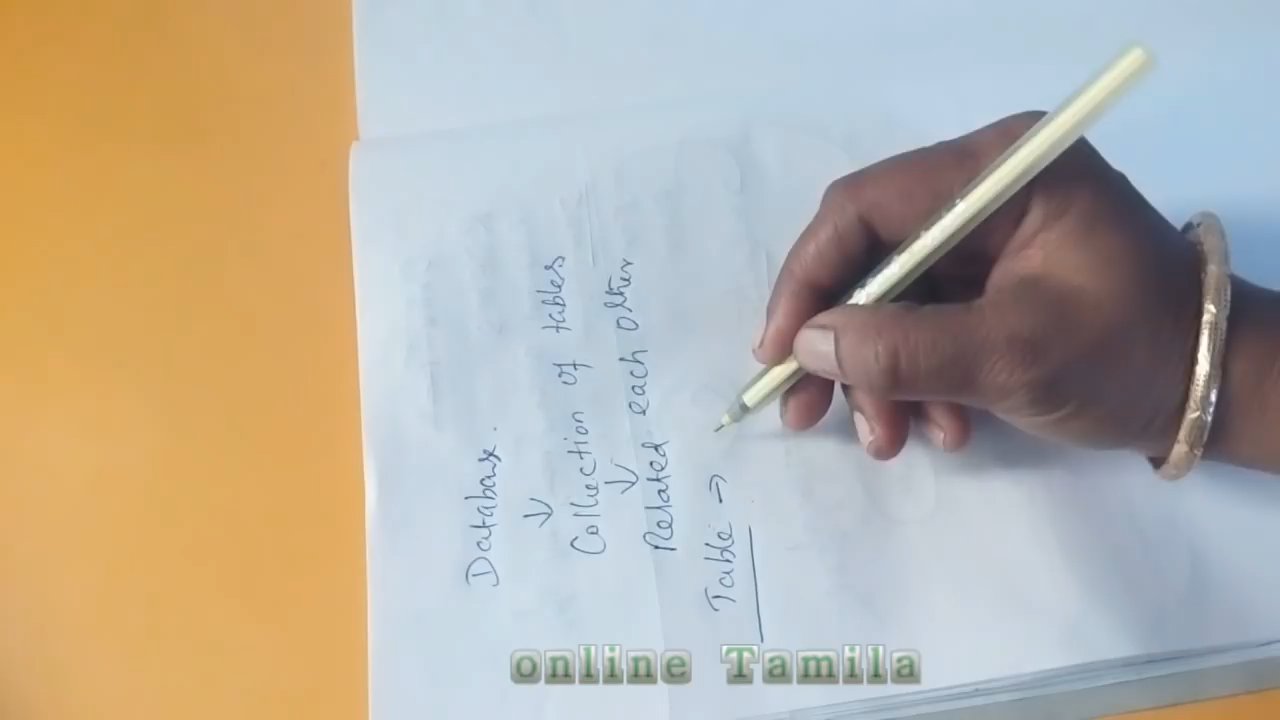 Database.
↓
Collection of tables
↓
Related each other
Table →
online Tamila